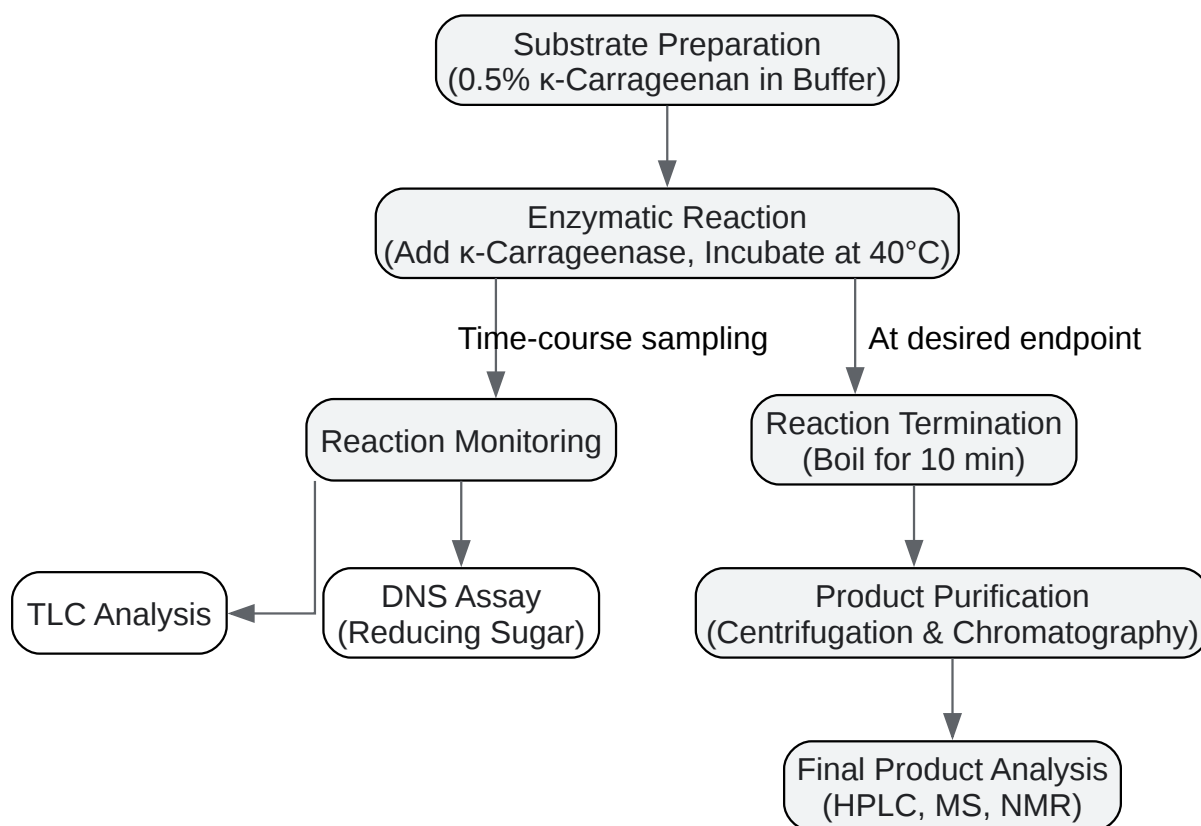 Substrate Preparation
(0.5% κ-Carrageenan in Buffer)
Enzymatic Reaction
(Add κ-Carrageenase, Incubate at 40°C)
Time-course sampling
At desired endpoint
Reaction Monitoring
Reaction Termination
(Boil for 10 min)
TLC Analysis
DNS Assay
(Reducing Sugar)
Product Purification
(Centrifugation & Chromatography)
Final Product Analysis
(HPLC, MS, NMR)